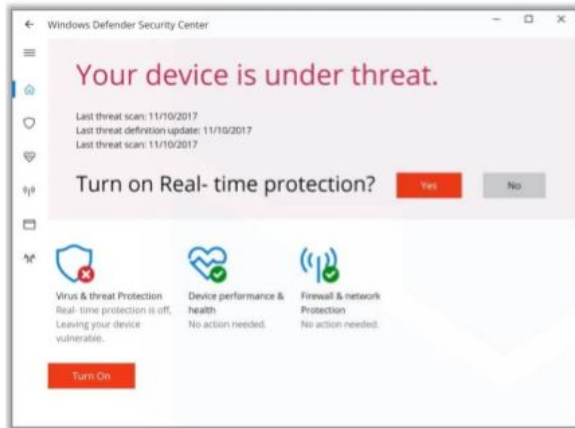 Windows Defender Security Center
Your device is under threat.
Last threat scan: 11/10/2017
Last threat definition update: 11/10/2017
Last threat scan: 11/10/2017
Turn on Real- time protection?
Yes
No
Virus & threat Protection
Real- time protection is off,
Leaving your device
vulnerable.
Turn On
Device performance &
health
No action needed.
Firewall & network
Protection
No action needed.